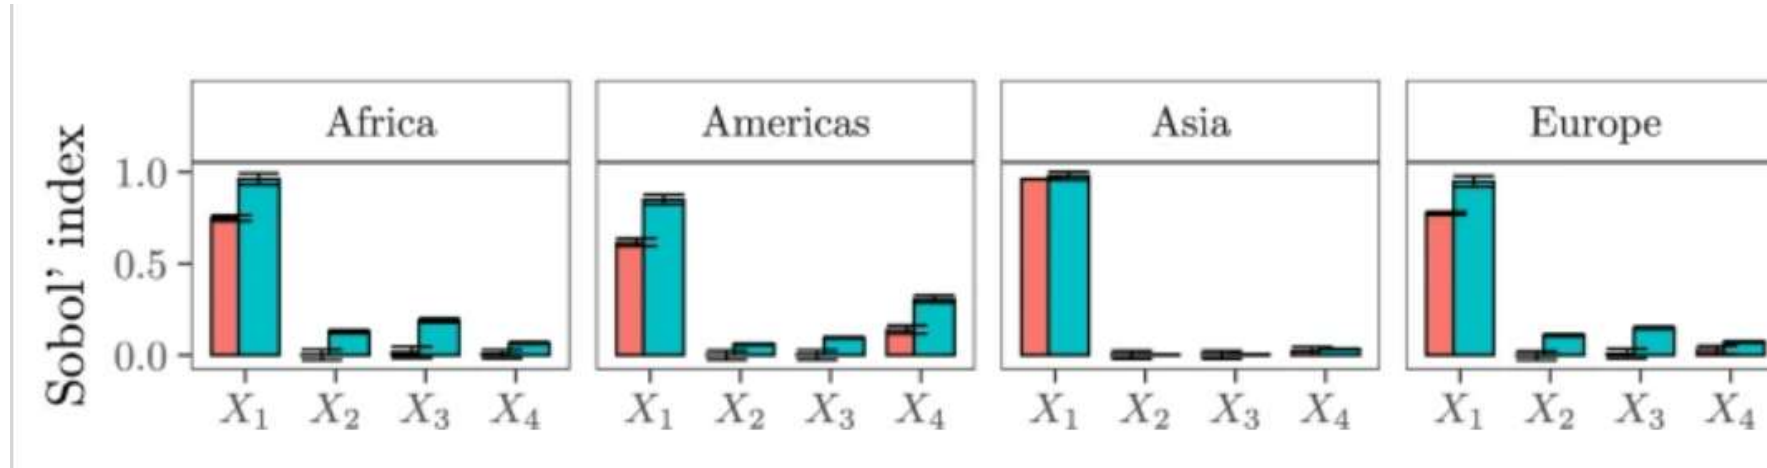 Africa Americas Asia Europe
Sobol' index
1.0
0.5
0.0
X₁ X₂ X₃ X₄ X₁ X₂ X₃ X₄ X₁ X₂ X₃ X₄ X₁ X₂ X₃ X₄